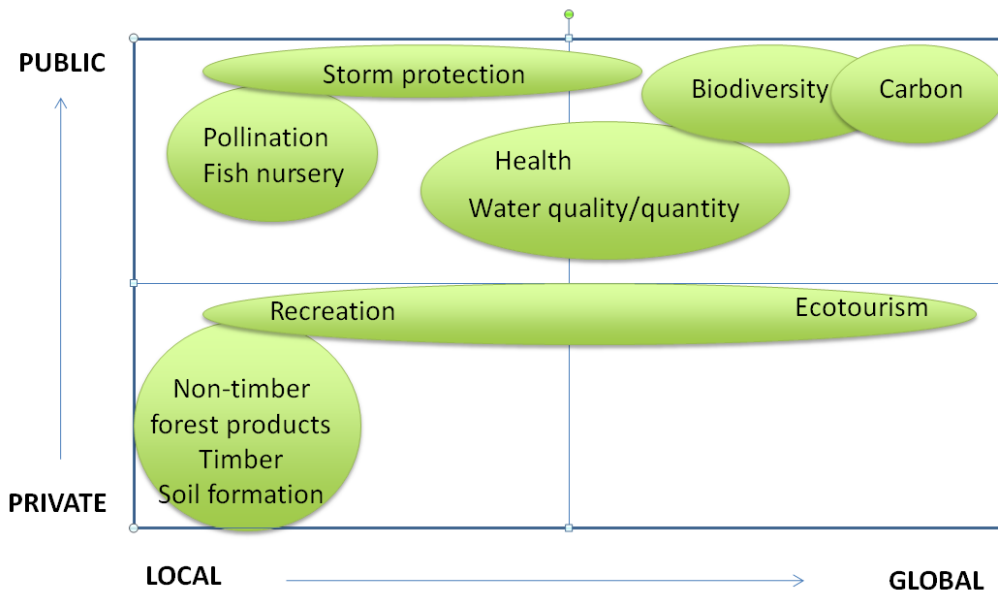 PUBLIC
Storm protection
Biodiversity
Carbon
Pollination
Fish nursery
Health
Water quality/quantity
Recreation
Ecotourism
Non-timber
forest products
Timber
Soil formation
PRIVATE
LOCAL
GLOBAL